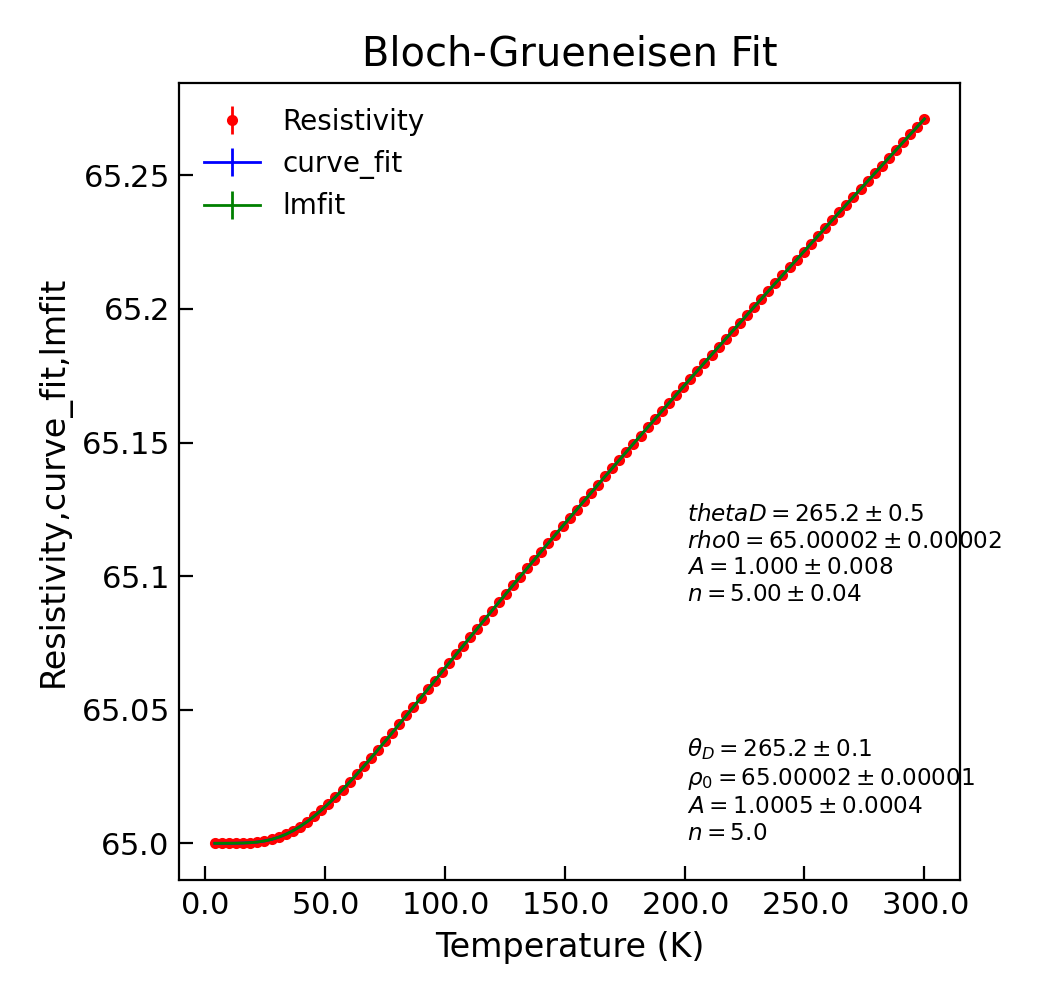 Bloch-Grueneisen Fit
Resistivity
curve_fit
lmfit
Resistivity,curve_fit,lmfit
65.25
65.2
65.15
65.1
65.05
65.0
thetaD = 265.2 ± 0.5
rho0 = 65.00002 ± 0.00002
A = 1.000 ± 0.008
n = 5.00 ± 0.04
θ_D = 265.2 ± 0.1
ρ_0 = 65.00002 ± 0.00001
A = 1.0005 ± 0.0004
n = 5.0
0.0 50.0 100.0 150.0 200.0 250.0 300.0
Temperature (K)